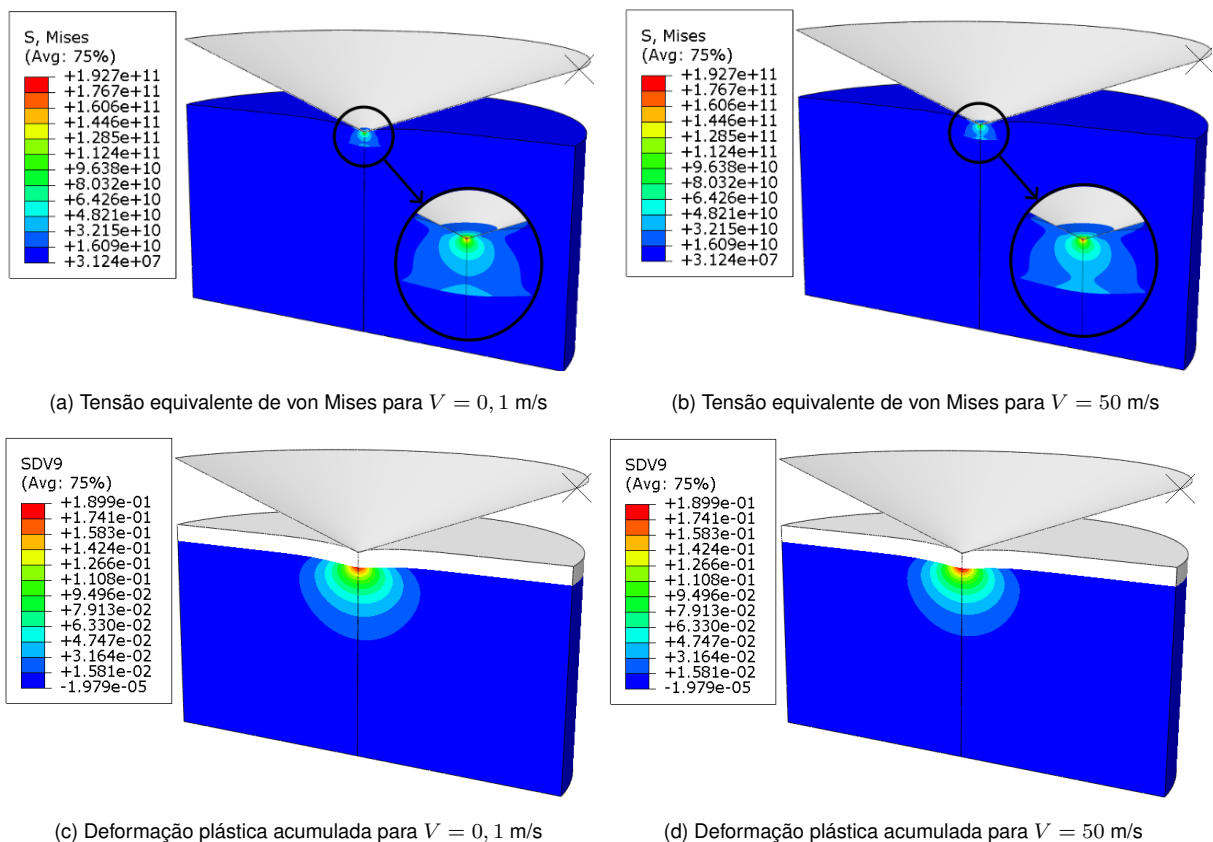 S, Mises
(Avg: 75%)
+1.927e+11
+1.767e+11
+1.606e+11
+1.446e+11
+1.285e+11
+1.124e+11
+9.638e+10
+8.032e+10
+6.426e+10
+4.821e+10
+3.215e+10
+1.609e+10
+3.124e+07
(a) Tensão equivalente de von Mises para V = 0, 1 m/s
S, Mises
(Avg: 75%)
+1.927e+11
+1.767e+11
+1.606e+11
+1.446e+11
+1.285e+11
+1.124e+11
+9.638e+10
+8.032e+10
+6.426e+10
+4.821e+10
+3.215e+10
+1.609e+10
+3.124e+07
(b) Tensão equivalente de von Mises para V = 50 m/s
SDV9
(Avg: 75%)
+1.899e-01
+1.741e-01
+1.583e-01
+1.424e-01
+1.266e-01
+1.108e-01
+9.496e-02
+7.913e-02
+6.330e-02
+4.747e-02
+3.164e-02
+1.581e-02
-1.979e-05
(c) Deformação plástica acumulada para V = 0, 1 m/s
SDV9
(Avg: 75%)
+1.899e-01
+1.741e-01
+1.583e-01
+1.424e-01
+1.266e-01
+1.108e-01
+9.496e-02
+7.913e-02
+6.330e-02
+4.747e-02
+3.164e-02
+1.581e-02
-1.979e-05
(d) Deformação plástica acumulada para V = 50 m/s